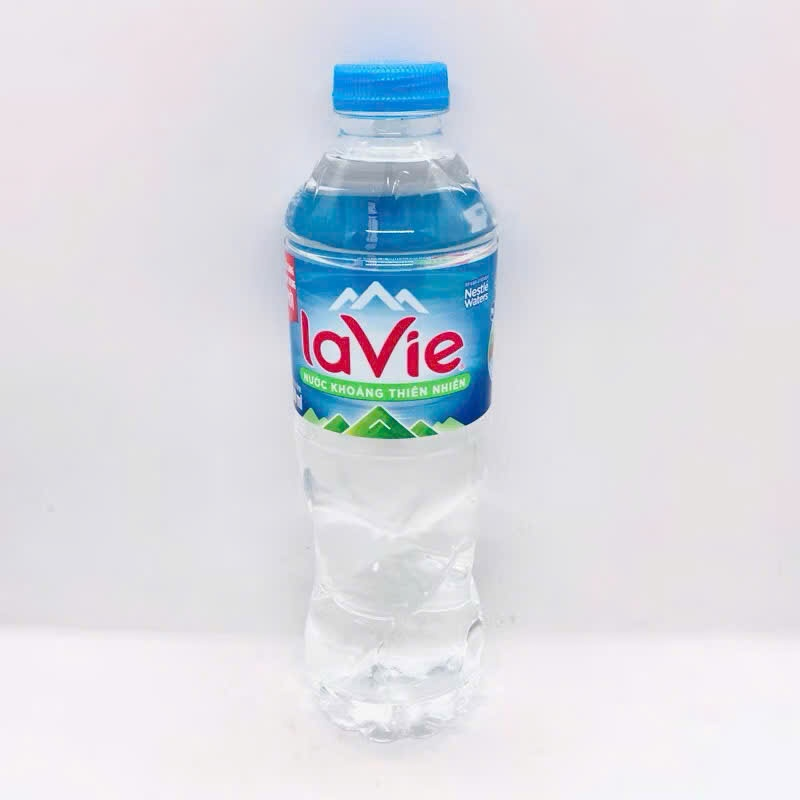 Nestlé
Waters
laVie
NƯỚC KHOÁNG THIÊN NHIÊN